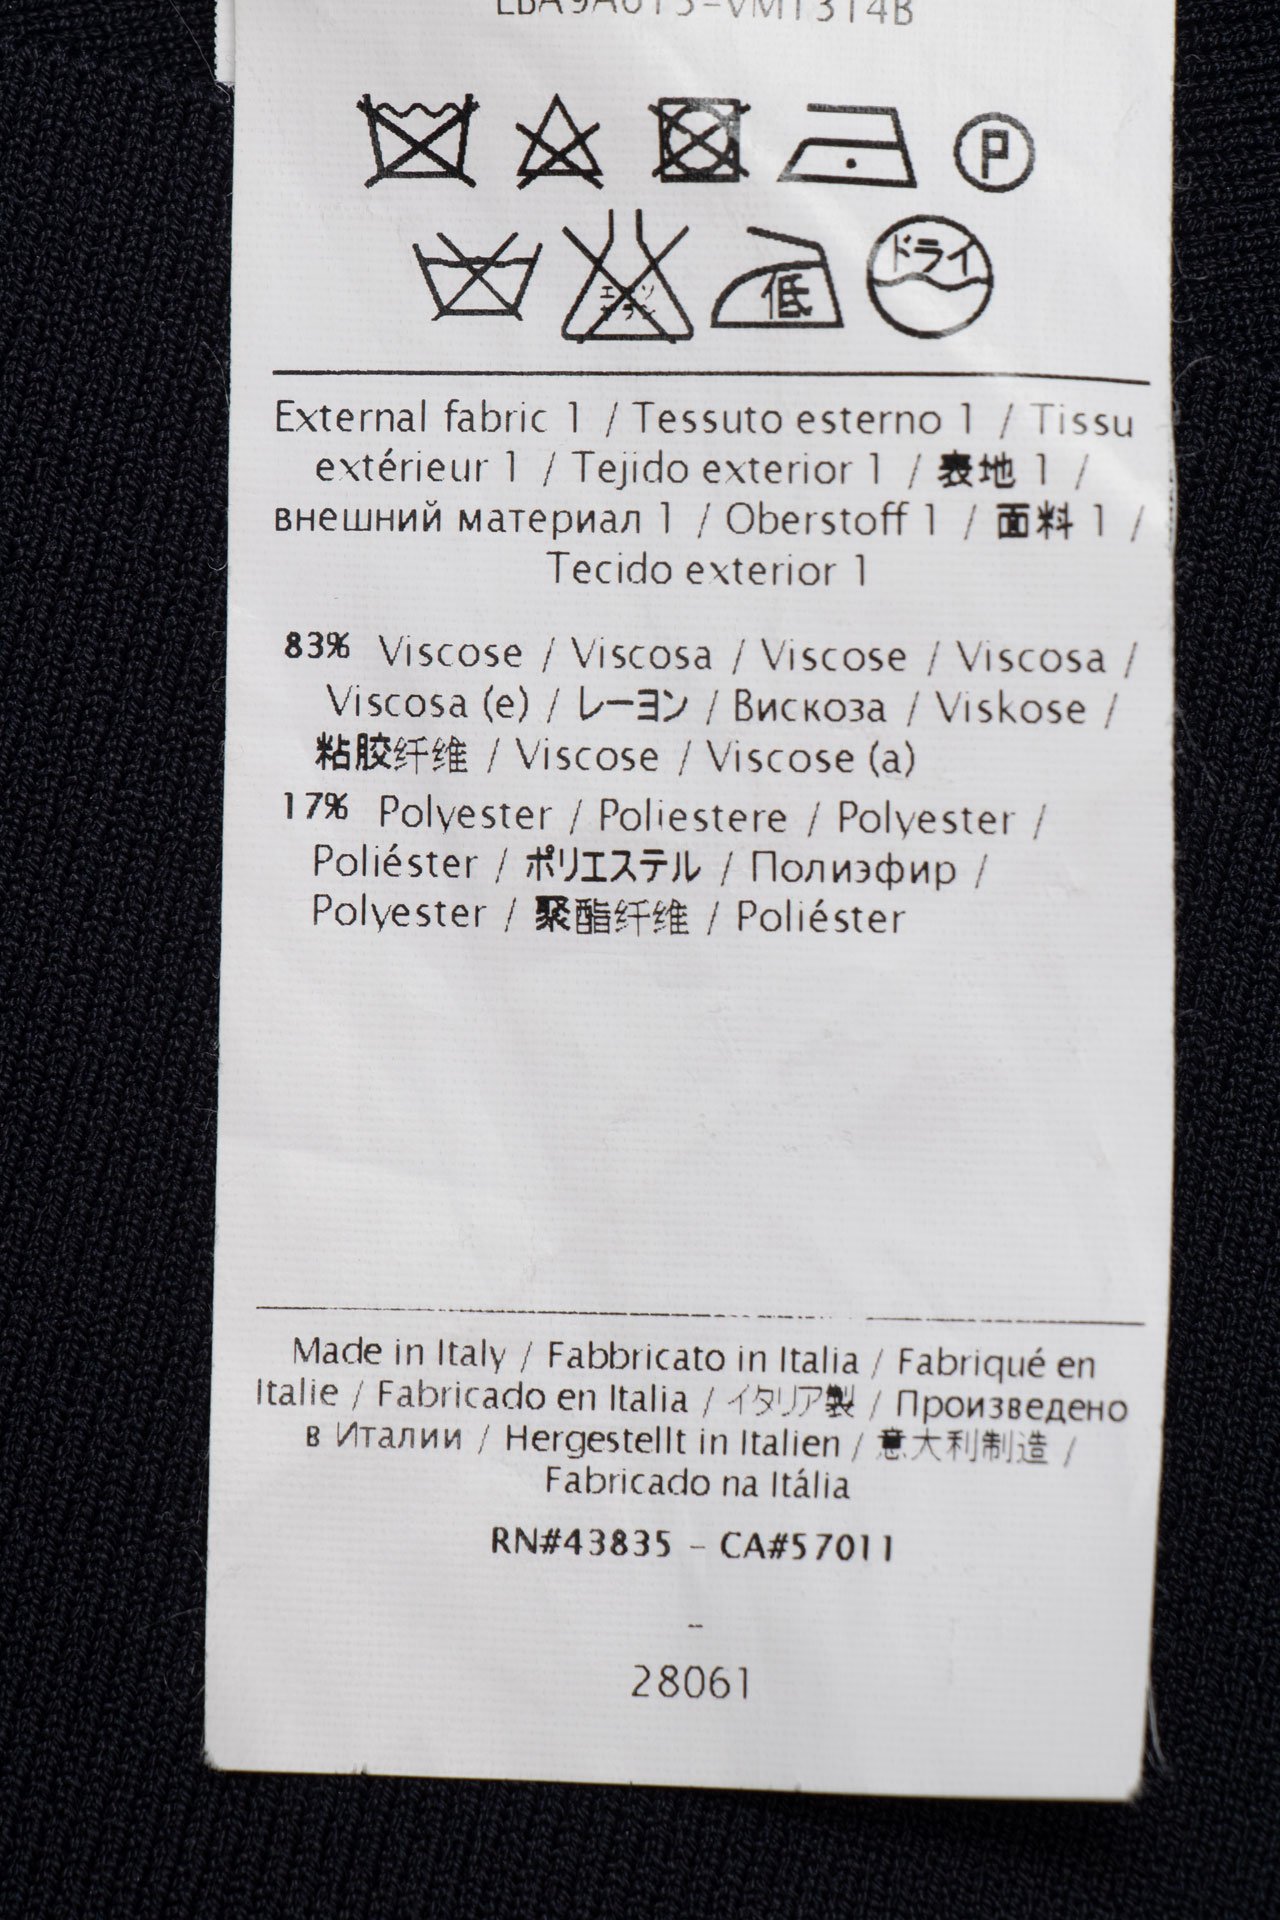 P
ドライ
低
External fabric 1 / Tessuto esterno 1 / Tissu
extérieur 1 / Tejido exterior 1 / 表地 1 /
внешний материал 1 / Oberstoff 1 / 面料 1 /
Tecido exterior 1
83% Viscose / Viscosa / Viscose / Viscosa /
Viscosa (e) / レーヨン / Вискоза / Viskose /
粘胶纤维 / Viscose / Viscose (a)
17% Polyester / Poliestere / Polyester /
Poliéster / ポリエステル / Полиэфир /
Polyester / 聚酯纤维 / Poliéster
Made in Italy / Fabbricato in Italia / Fabriqué en
Italie / Fabricado en Italia / イタリア製 / Произведено
в Италии / Hergestellt in Italien / 意大利制造 /
Fabricado na Itália
RN#43835 - CA#57011
-
28061